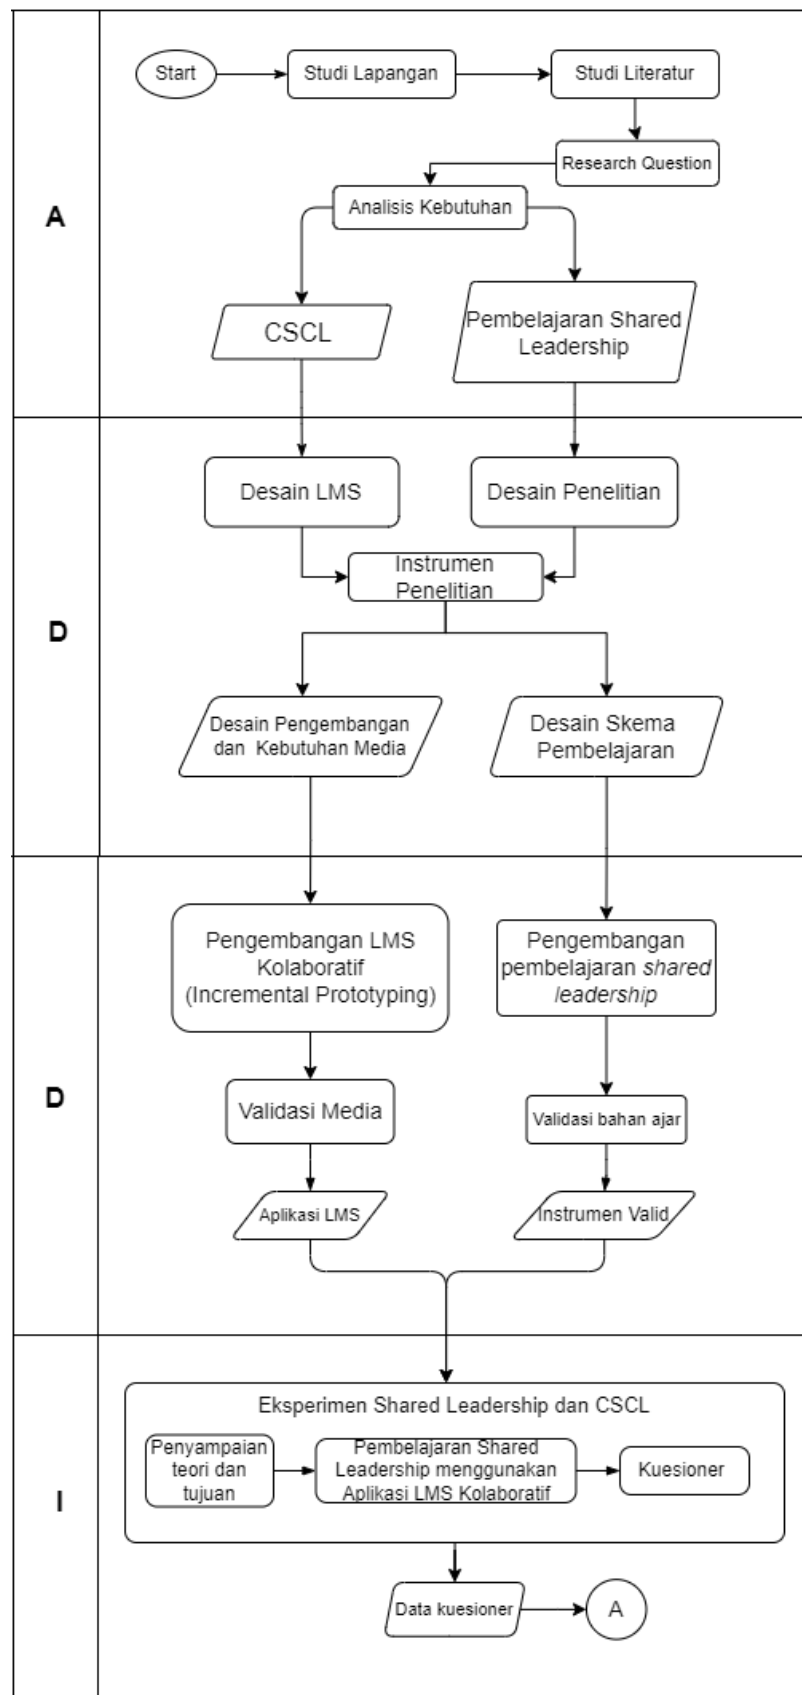 A
Start
Studi Lapangan
Studi Literatur
Research Question
Analisis Kebutuhan
CSCL
Pembelajaran Shared
Leadership
D
Desain LMS
Desain Penelitian
Instrumen
Penelitian
Desain Pengembangan
dan Kebutuhan Media
Desain Skema
Pembelajaran
D
Pengembangan LMS
Kolaboratif
(Incremental Prototyping)
Pengembangan
pembelajaran shared
leadership
Validasi Media
Validasi bahan ajar
Aplikasi LMS
Instrumen Valid
I
Eksperimen Shared Leadership dan CSCL
Penyampaian
teori dan
tujuan
Pembelajaran Shared
Leadership menggunakan
Aplikasi LMS Kolaboratif
Kuesioner
Data kuesioner
A